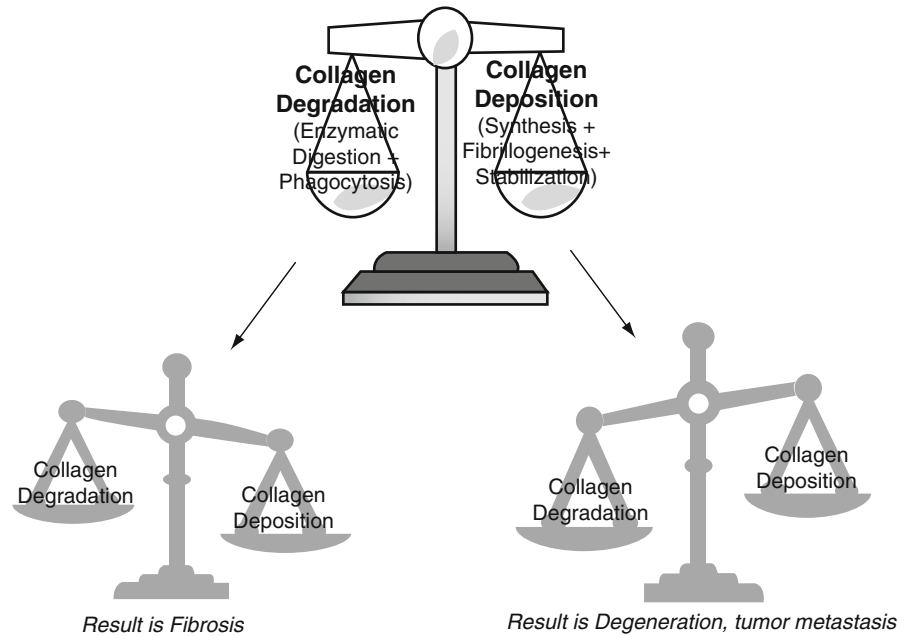 Collagen
Degradation
(Enzymatic
Digestion +
Phagocytosis)
Collagen
Deposition
(Synthesis +
Fibrillogenesis+
Stabilization)
Collagen
Degradation
Collagen
Deposition
Result is Fibrosis
Collagen
Degradation
Collagen
Deposition
Result is Degeneration, tumor metastasis